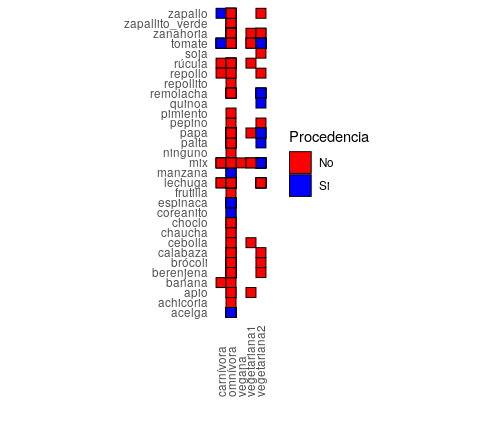 zapallo
zapallito_verde
zanahoria
tomate
soja
rúcula
repollo
repollito
remolacha
quinoa
pimiento
pepino
papa
palta
ninguno
mix
manzana
lechuga
frutilla
espinaca
coreanito
choclo
chaucha
cebolla
calabaza
brócoli
berenjena
banana
apio
achicoria
acelga
carnívora
omnívora
vegana
vegetariana1
vegetariana2
Procedencia
No
Si